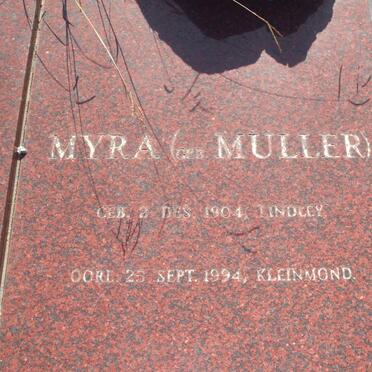 MYRA (GEB. MULLER)
GEB. 2 DES. 1904, LINDLEY
OORL. 25 SEPT. 1994, KLEINMOND.